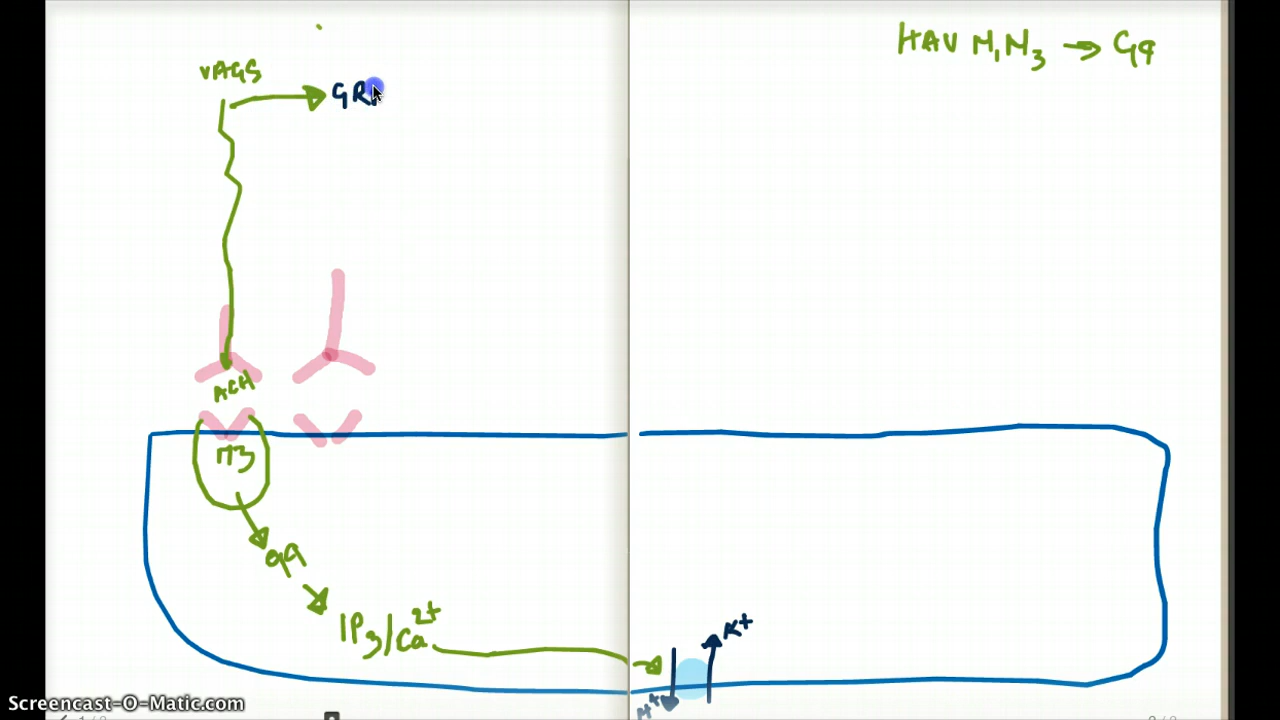 HAV M1M3 → Gq
VAGS
GRP
ACH
M3
gq
IP3/Ca2+
K+
H+
Screencast-O-Matic.com